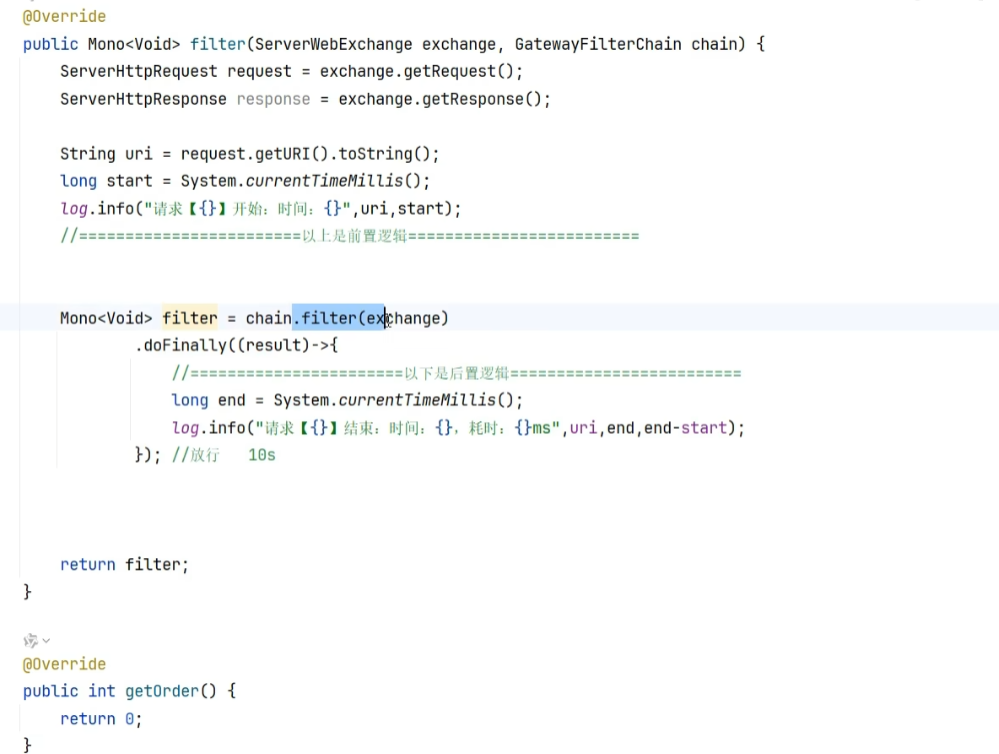 @Override
public Mono<Void> filter(ServerWebExchange exchange, GatewayFilterChain chain) {
ServerHttpRequest request = exchange.getRequest();
ServerHttpResponse response = exchange.getResponse();
String uri = request.getURI().toString();
long start = System.currentTimeMillis();
log.info("请求【{}】开始：时间：{}",uri,start);
//========================以上是前置逻辑=========================
Mono<Void> filter = chain.filter(exchange)
.doFinally((result)->{
//=======================以下是后置逻辑=========================
long end = System.currentTimeMillis();
log.info("请求【{}】结束：时间：{}，耗时：{}ms",uri,end,end-start);
}); //放行   10s
return filter;
}
@Override
public int getOrder() {
return 0;
}